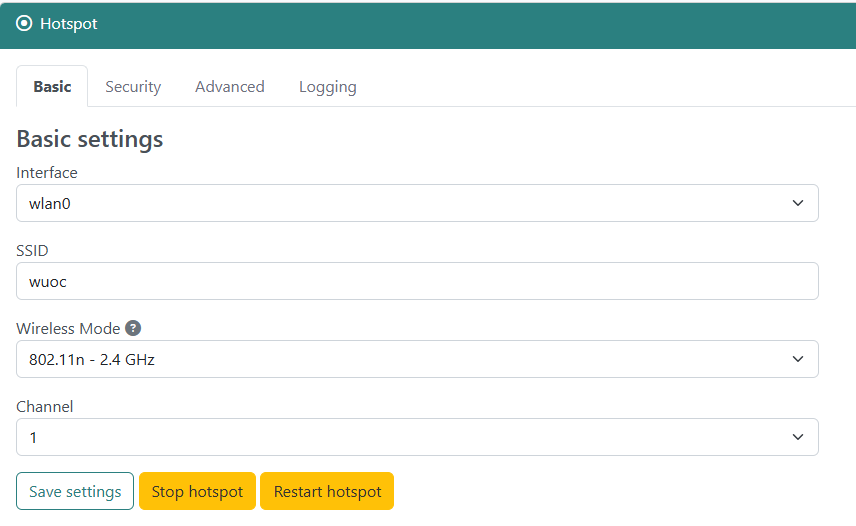 Hotspot
Basic Security Advanced Logging
Basic settings
Interface
wlan0
SSID
wuoc
Wireless Mode ?
802.11n - 2.4 GHz
Channel
1
Save settings Stop hotspot Restart hotspot